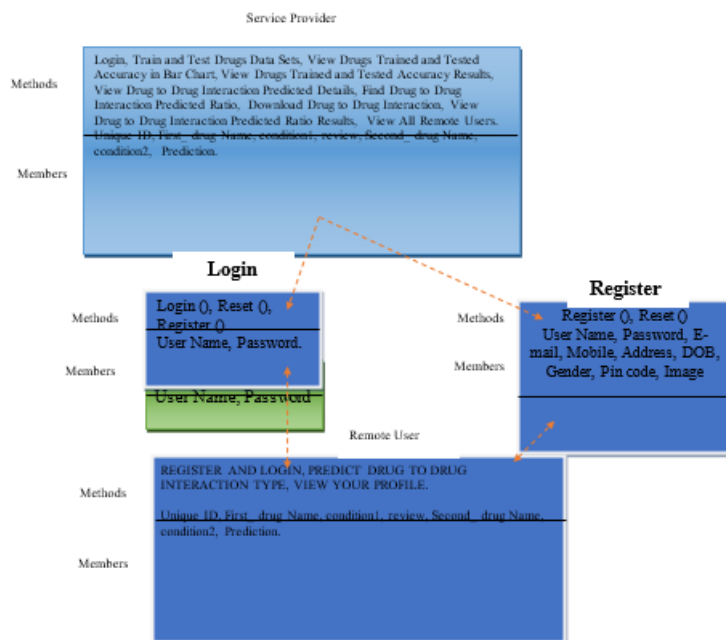 Service Provider
Methods
Login, Train and Test Drugs Data Sets, View Drugs Trained and Tested
Accuracy in Bar Chart, View Drugs Trained and Tested Accuracy Results,
View Drug to Drug Interaction Predicted Details, Find Drug to Drug
Interaction Predicted Ratio, Download Drug to Drug Interaction, View
Drug to Drug Interaction Predicted Ratio Results, View All Remote Users.
Unique ID, First_ drug Name, condition1, review, Second_ drug Name,
condition2, Prediction.
Members
Login
Methods
Login (), Reset (),
Register ()
User Name, Password.
Members
User Name, Password
Register
Methods
Register (), Reset ()
User Name, Password, E-
mail, Mobile, Address, DOB,
Gender, Pin code, Image
Members
Remote User
Methods
REGISTER AND LOGIN, PREDICT DRUG TO DRUG
INTERACTION TYPE, VIEW YOUR PROFILE.
Unique ID, First_ drug Name, condition1, review, Second_ drug Name,
condition2, Prediction.
Members